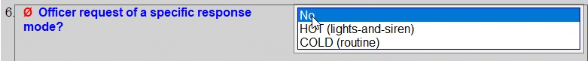 6. Ø Officer request of a specific response
mode?
No
HOT (lights-and-siren)
COLD (routine)